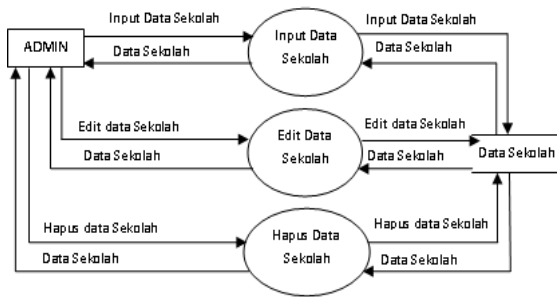 Input Data Sekolah
Input Data
Sekolah
Input Data Sekolah
ADMIN
Data Sekolah
Data Sekolah
Edit data Sekolah
Edit Data
Sekolah
Edit data Sekolah
Data Sekolah
Data Sekolah
Data Sekolah
Hapus data Sekolah
Hapus Data
Sekolah
Hapus data Sekolah
Data Sekolah
Data Sekolah